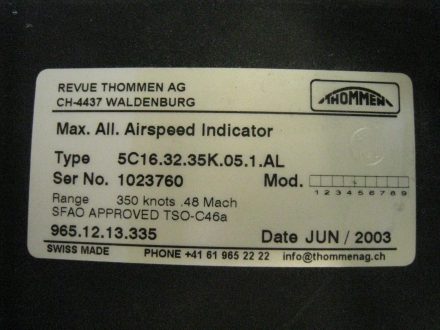 REVUE THOMMEN AG
CH-4437 WALDENBURG
THOMMEN
Max. All. Airspeed Indicator
Type 5C16.32.35K.05.1.AL
Ser No. 1023760 Mod.
1 2 3 4 5 6 7 8 9
Range 350 knots .48 Mach
SFAO APPROVED TSO-C46a
965.12.13.335 Date JUN / 2003
SWISS MADE PHONE +41 61 965 22 22 info@thommenag.ch